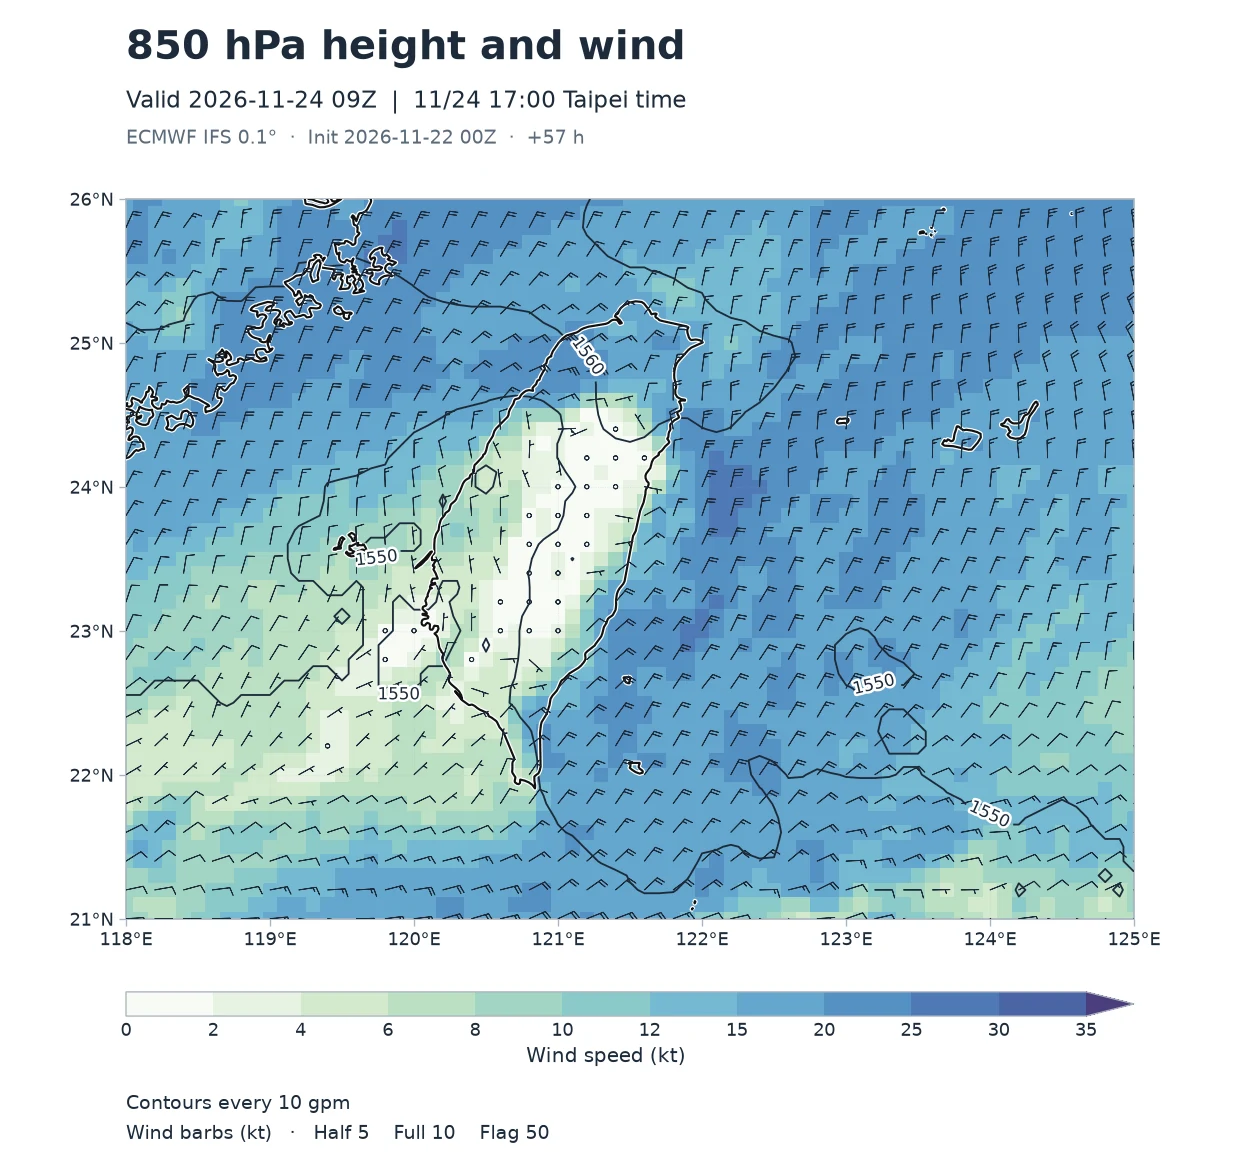 850 hPa height and wind
Valid 2026-11-24 09Z | 11/24 17:00 Taipei time
ECMWF IFS 0.1° · Init 2026-11-22 00Z · +57 h
26°N
25°N
24°N
23°N
22°N
21°N
1560
1550
1550
1550
1550
118°E 119°E 120°E 121°E 122°E 123°E 124°E 125°E
0 2 4 6 8 10 12 15 20 25 30 35
Wind speed (kt)
Contours every 10 gpm
Wind barbs (kt) · Half 5 Full 10 Flag 50